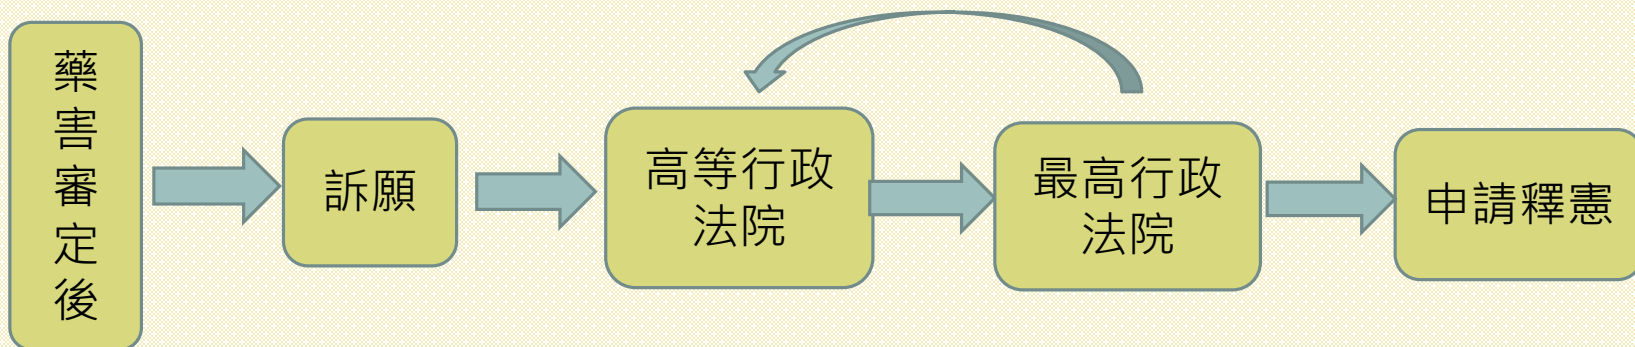 藥害審定後
訴願
高等行政
法院
最高行政
法院
申請釋憲